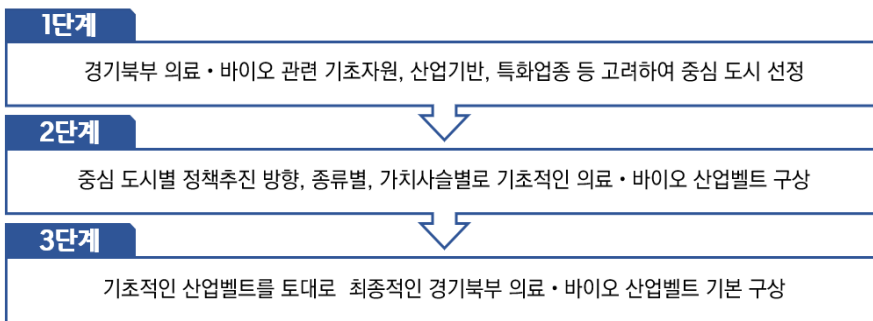 1단계
경기북부 의료・바이오 관련 기초자원, 산업기반, 특화업종 등 고려하여 중심 도시 선정
2단계
중심 도시별 정책추진 방향, 종류별, 가치사슬별로 기초적인 의료・바이오 산업벨트 구상
3단계
기초적인 산업벨트를 토대로 최종적인 경기북부 의료・바이오 산업벨트 기본 구상